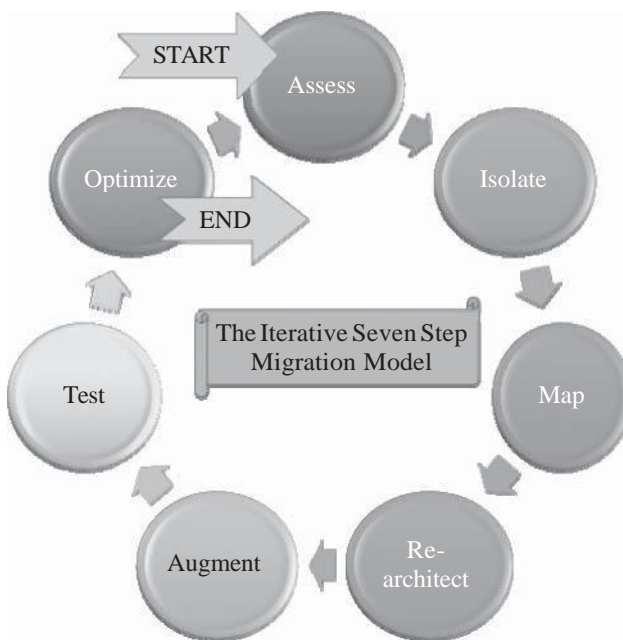 START
Assess
Optimize
Isolate
END
The Iterative Seven Step
Migration Model
Test
Map
Augment
Re-
architect